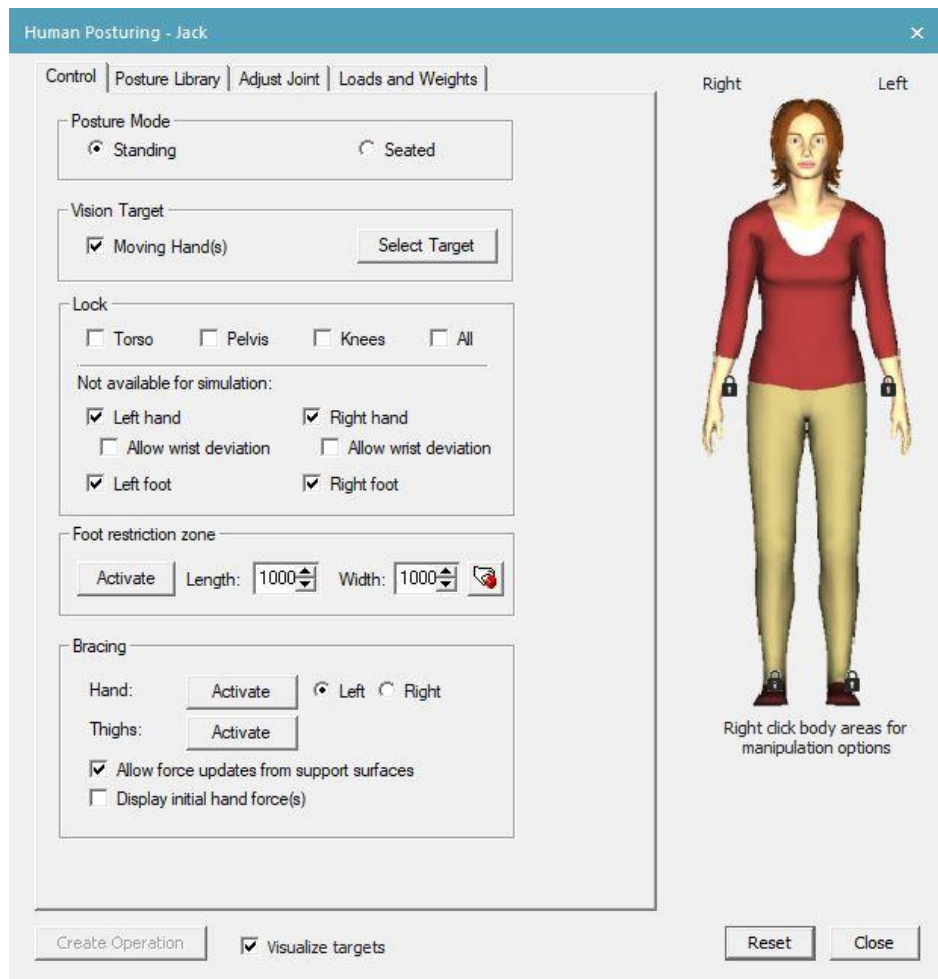 Human Posturing - Jack
Control Posture Library Adjust Joint Loads and Weights
Right Left
Posture Mode
Standing Seated
Vision Target
Moving Hand(s) Select Target
Lock
Torso Pelvis Knees All
Not available for simulation:
Left hand Right hand
Allow wrist deviation Allow wrist deviation
Left foot Right foot
Foot restriction zone
Activate Length: 1000 Width: 1000
Bracing
Hand: Activate Left Right
Thighs: Activate
Allow force updates from support surfaces
Display initial hand force(s)
Right click body areas for
manipulation options
Create Operation Visualize targets Reset Close